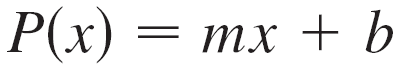 P(x) = mx + b